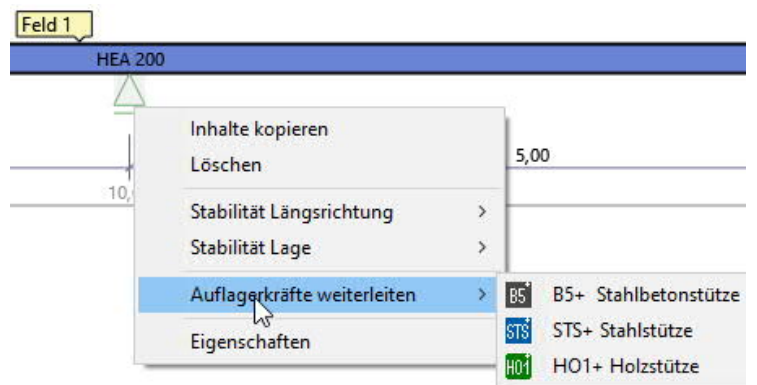 Feld 1
HEA 200
Inhalte kopieren
Löschen
5,00
10,
Stabilität Längsrichtung
Stabilität Lage
Auflagerkräfte weiterleiten
B5+ B5+ Stahlbetonstütze
STS+ STS+ Stahlstütze
Eigenschaften
HO1+ HO1+ Holzstütze